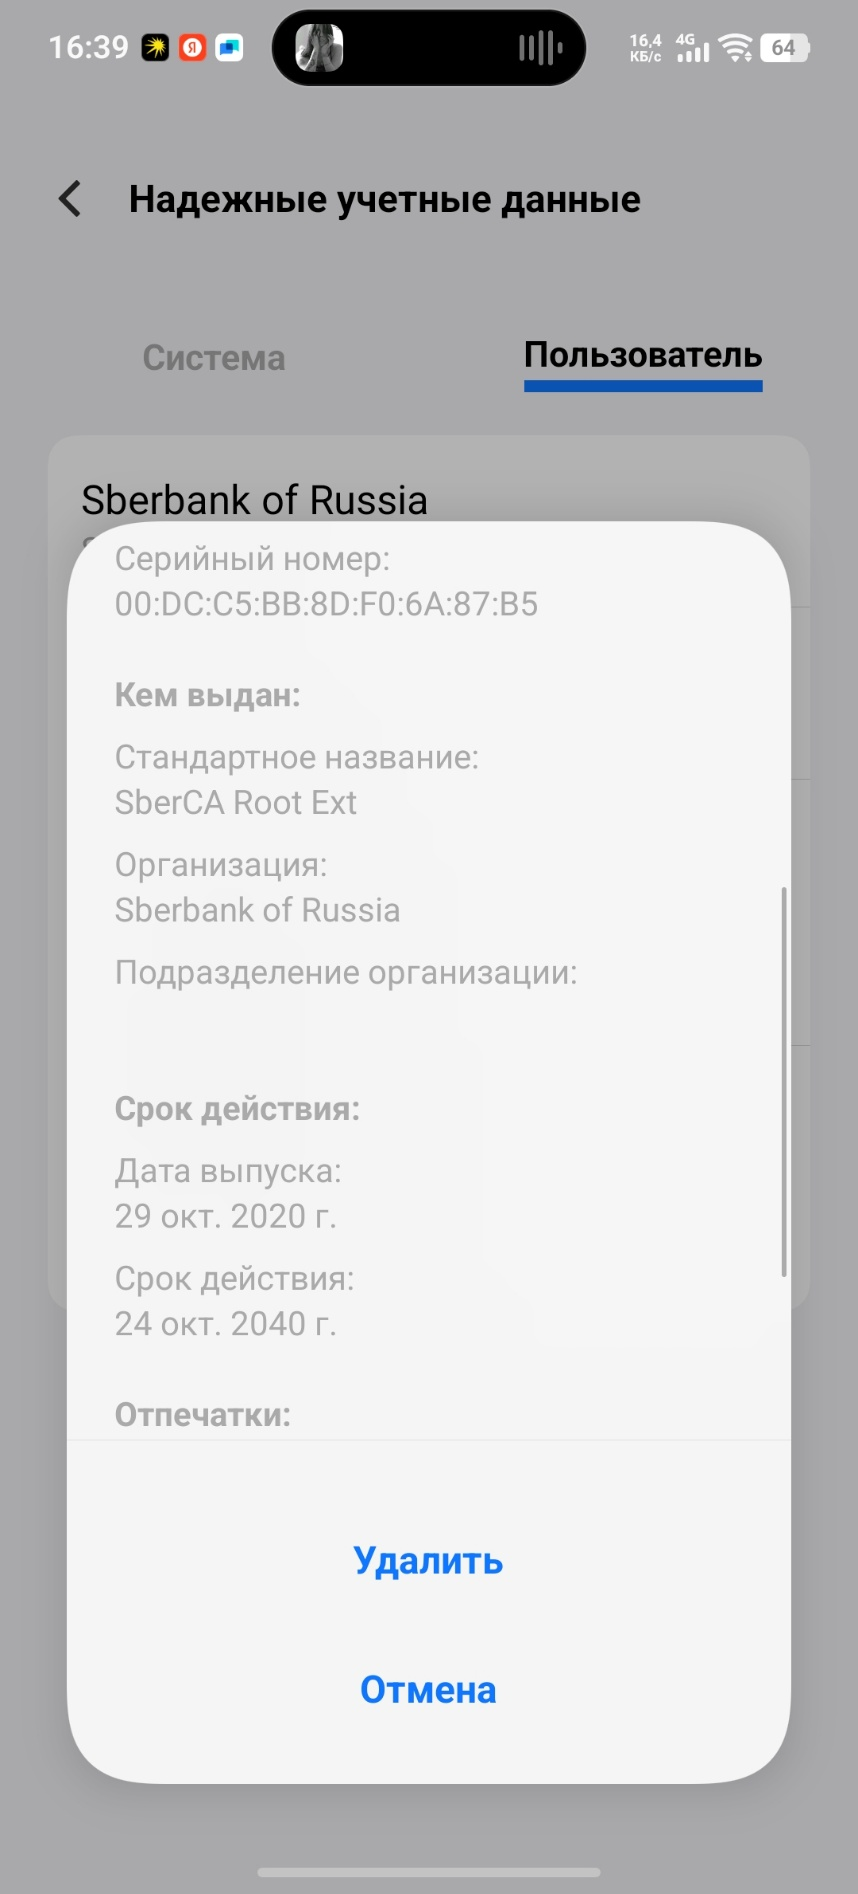 16:39
16,4
КБ/с
4G
64
Надежные учетные данные
Система
Пользователь
Sberbank of Russia
Серийный номер:
00:DC:C5:BB:8D:F0:6A:87:B5
Кем выдан:
Стандартное название:
SberCA Root Ext
Организация:
Sberbank of Russia
Подразделение организации:
Срок действия:
Дата выпуска:
29 окт. 2020 г.
Срок действия:
24 окт. 2040 г.
Отпечатки:
Удалить
Отмена